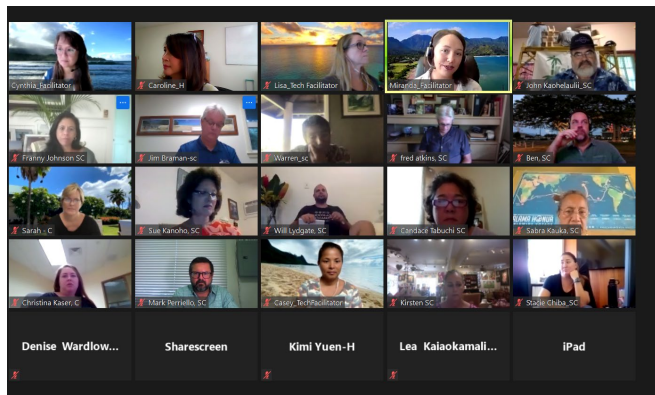 Cynthia_Facilitator
Caroline_H
Lisa_Tech Facilitator
Miranda_Facilitator
John Kaohelaulii_SC
Franny Johnson SC
Jim Braman-sc
Warren_sc
fred atkins, SC
Ben, SC
Sarah - C
Sue Kanoho, SC
Will Lydgate, SC
Candace Tabuchi SC
Sabra Kauka, SC
Christina Kaser, C
Mark Perriello, SC
Casey_TechFacilitator
Kirsten SC
Stacie Chiba_SC
Denise Wardlow...
Sharescreen
Kimi Yuen-H
Lea Kaiaokamali...
iPad